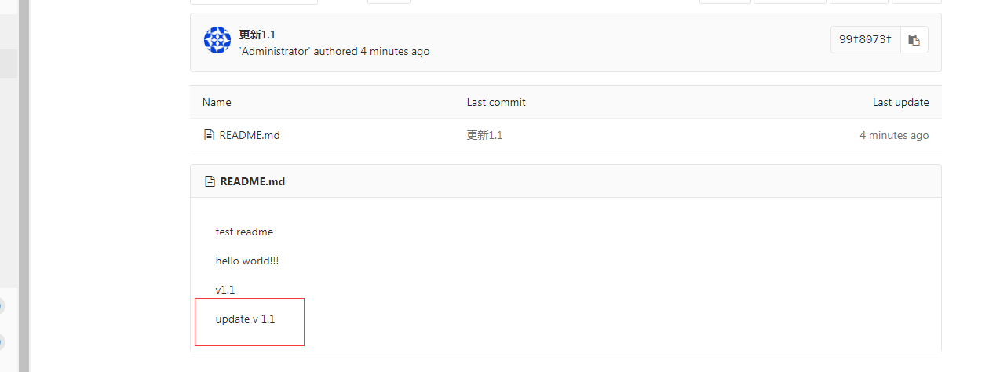 更新1.1
'Administrator' authored 4 minutes ago
99f8073f
Name Last commit Last update
README.md 更新1.1 4 minutes ago
README.md
test readme
hello world!!!
v1.1
update v 1.1